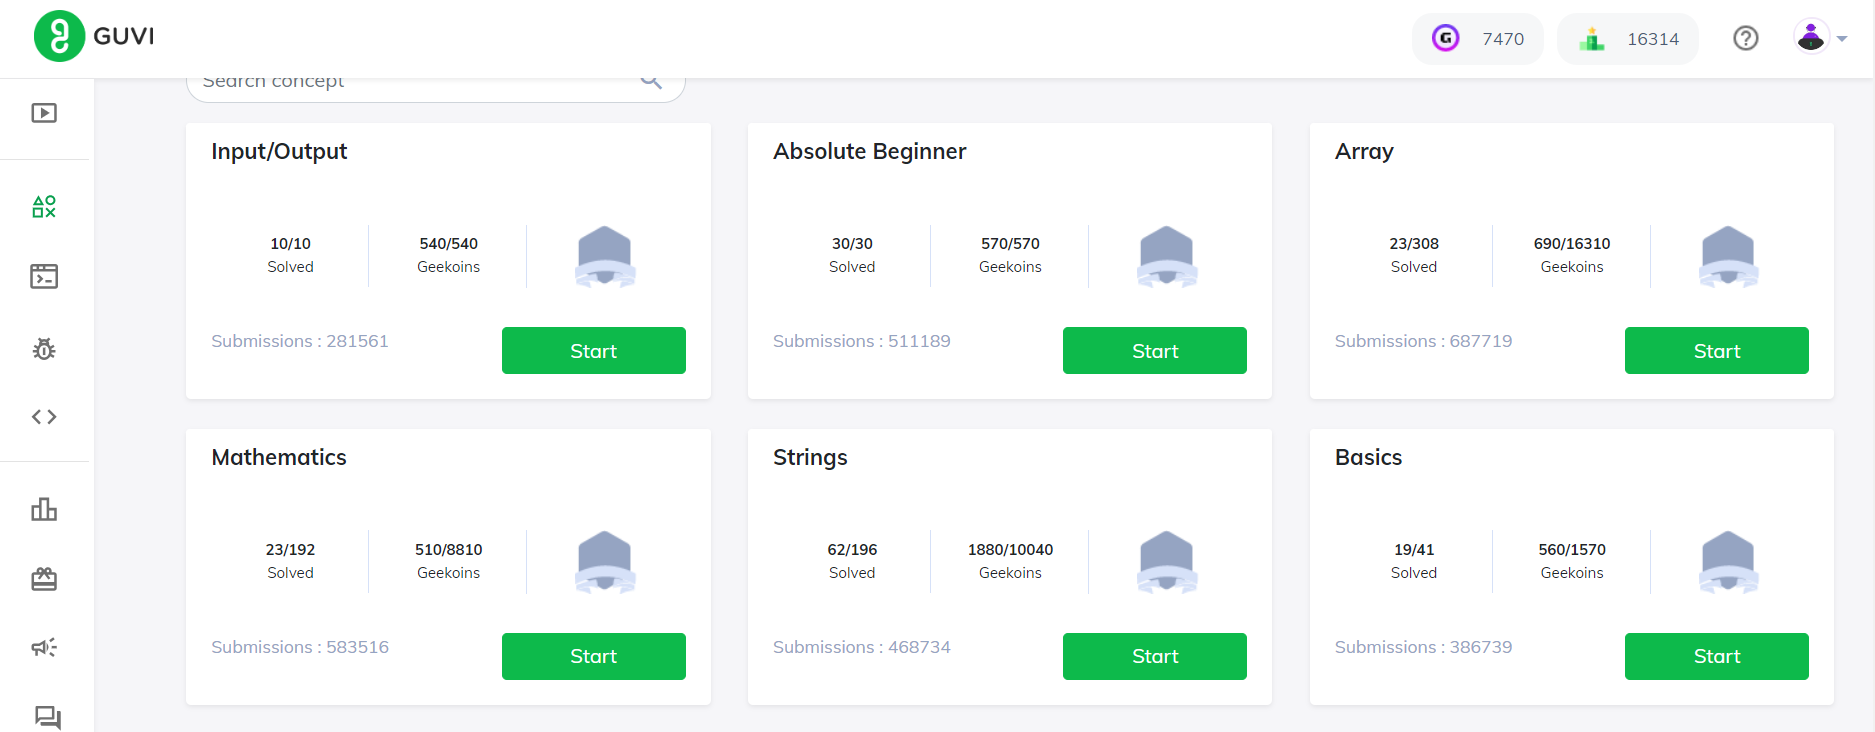 GUVI
7470
16314
Search concept
Input/Output
10/10
Solved
540/540
Geekoins
Submissions : 281561
Start
Absolute Beginner
30/30
Solved
570/570
Geekoins
Submissions : 511189
Start
Array
23/308
Solved
690/16310
Geekoins
Submissions : 687719
Start
Mathematics
23/192
Solved
510/8810
Geekoins
Submissions : 583516
Start
Strings
62/196
Solved
1880/10040
Geekoins
Submissions : 468734
Start
Basics
19/41
Solved
560/1570
Geekoins
Submissions : 386739
Start